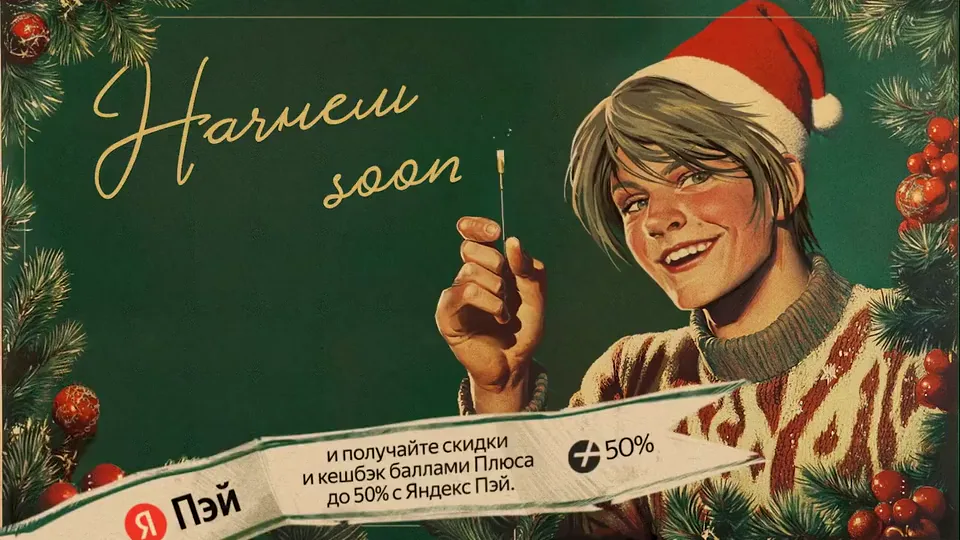 Начнем
soon
и получайте скидки
и кешбэк баллами Плюса
до 50% с Яндекс Пэй.
50%
Я Пэй